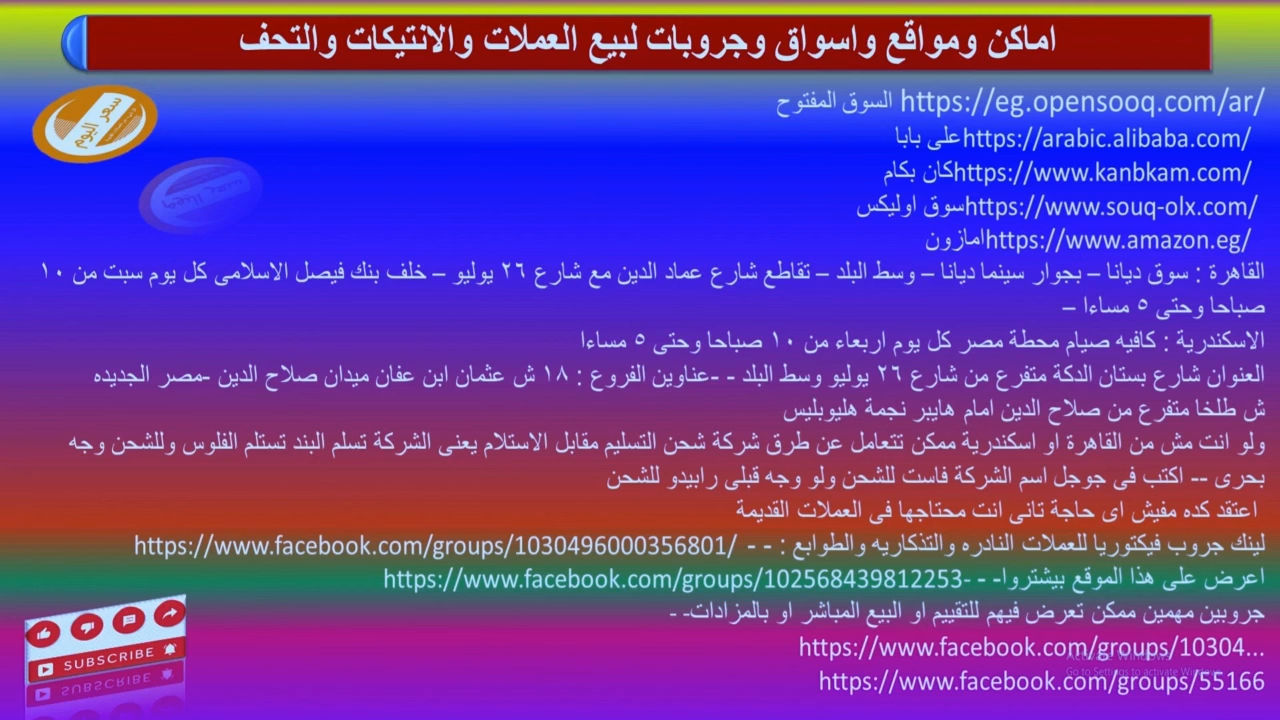 اماكن ومواقع واسواق وجروبات لبيع العملات والانتيكات والتحف
سعر اليوم
https://eg.opensooq.com/ar/ السوق المفتوح
https://arabic.alibaba.com/على بابا
https://www.kanbkam.com/كان بكام
https://www.souq-olx.com/سوق اوليكس
https://www.amazon.eg/امازون
القاهرة : سوق ديانا – بجوار سينما ديانا – وسط البلد – تقاطع شارع عماد الدين مع شارع ٢٦ يوليو – خلف بنك فيصل الاسلامى كل يوم سبت من ١٠
صباحا وحتى ٥ مساءا –
الاسكندرية : كافيه صيام محطة مصر كل يوم اربعاء من ١٠ صباحا وحتى ٥ مساءا
العنوان شارع بستان الدكة متفرع من شارع ٢٦ يوليو وسط البلد - -عناوين الفروع : ١٨ ش عثمان ابن عفان ميدان صلاح الدين -مصر الجديده
ش طلخا متفرع من صلاح الدين امام هايبر نجمة هليوبليس
ولو انت مش من القاهرة او اسكندرية ممكن تتعامل عن طرق شركة شحن التسليم مقابل الاستلام يعنى الشركة تسلم البند تستلم الفلوس وللشحن وجه
بحرى -- اكتب فى جوجل اسم الشركة فاست للشحن ولو وجه قبلى رابيدو للشحن
اعتقد كده مفيش اى حاجة تانى انت محتاجها فى العملات القديمة
لينك جروب فيكتوريا للعملات النادره والتذكاريه والطوابع : - - https://www.facebook.com/groups/1030496000356801/
اعرض على هذا الموقع بيشتروا- - -https://www.facebook.com/groups/102568439812253
جروبين مهمين ممكن تعرض فيهم للتقييم او البيع المباشر او بالمزادات- -
https://www.facebook.com/groups/10304...
https://www.facebook.com/groups/55166
SUBSCRIBE
Activate Windows
Go to Settings to activate Windows.